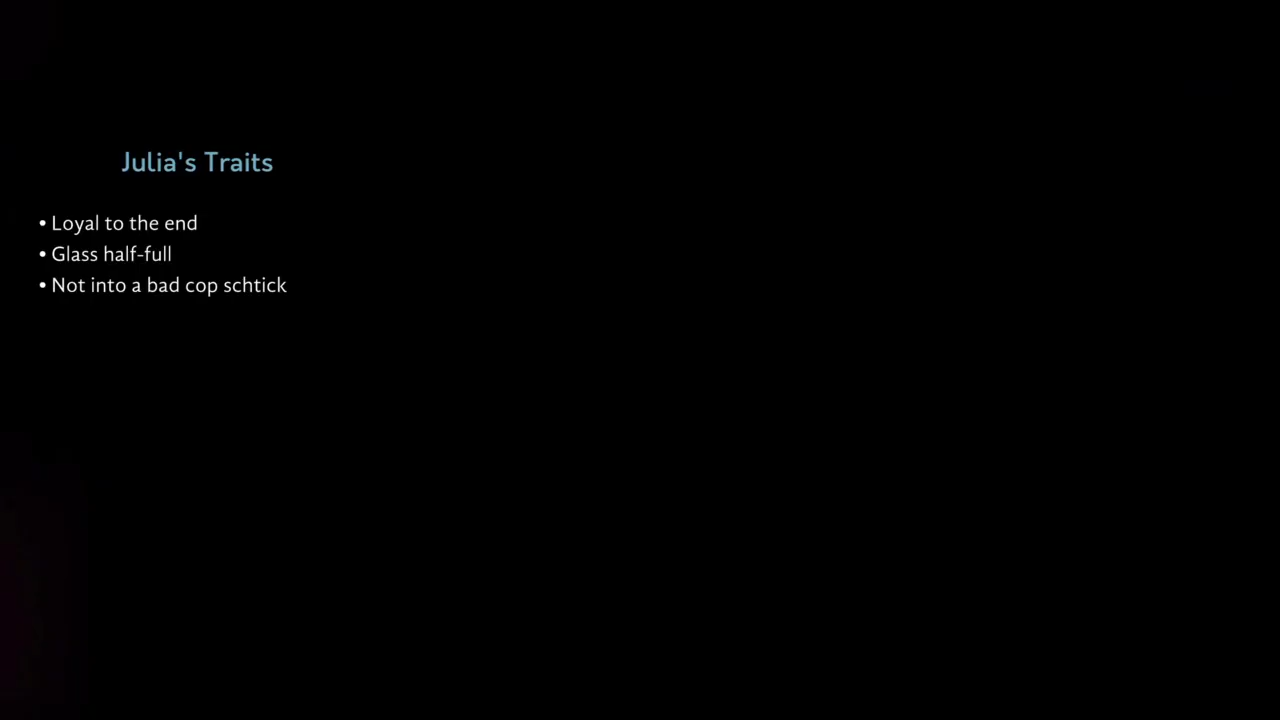 Julia's Traits
• Loyal to the end
• Glass half-full
• Not into a bad cop schtick